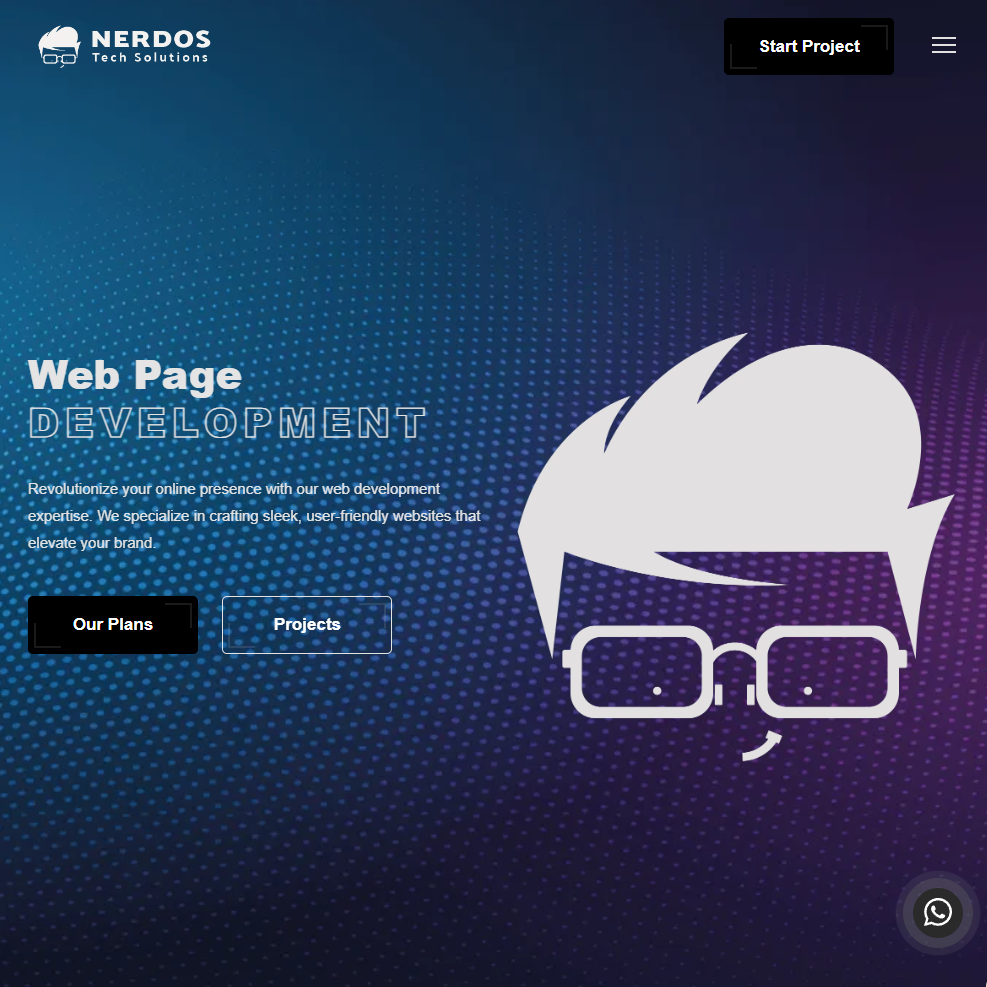 NERDOS
Tech Solutions
Start Project
Web Page
DEVELOPMENT
Revolutionize your online presence with our web development
expertise. We specialize in crafting sleek, user-friendly websites that
elevate your brand.
Our Plans
Projects